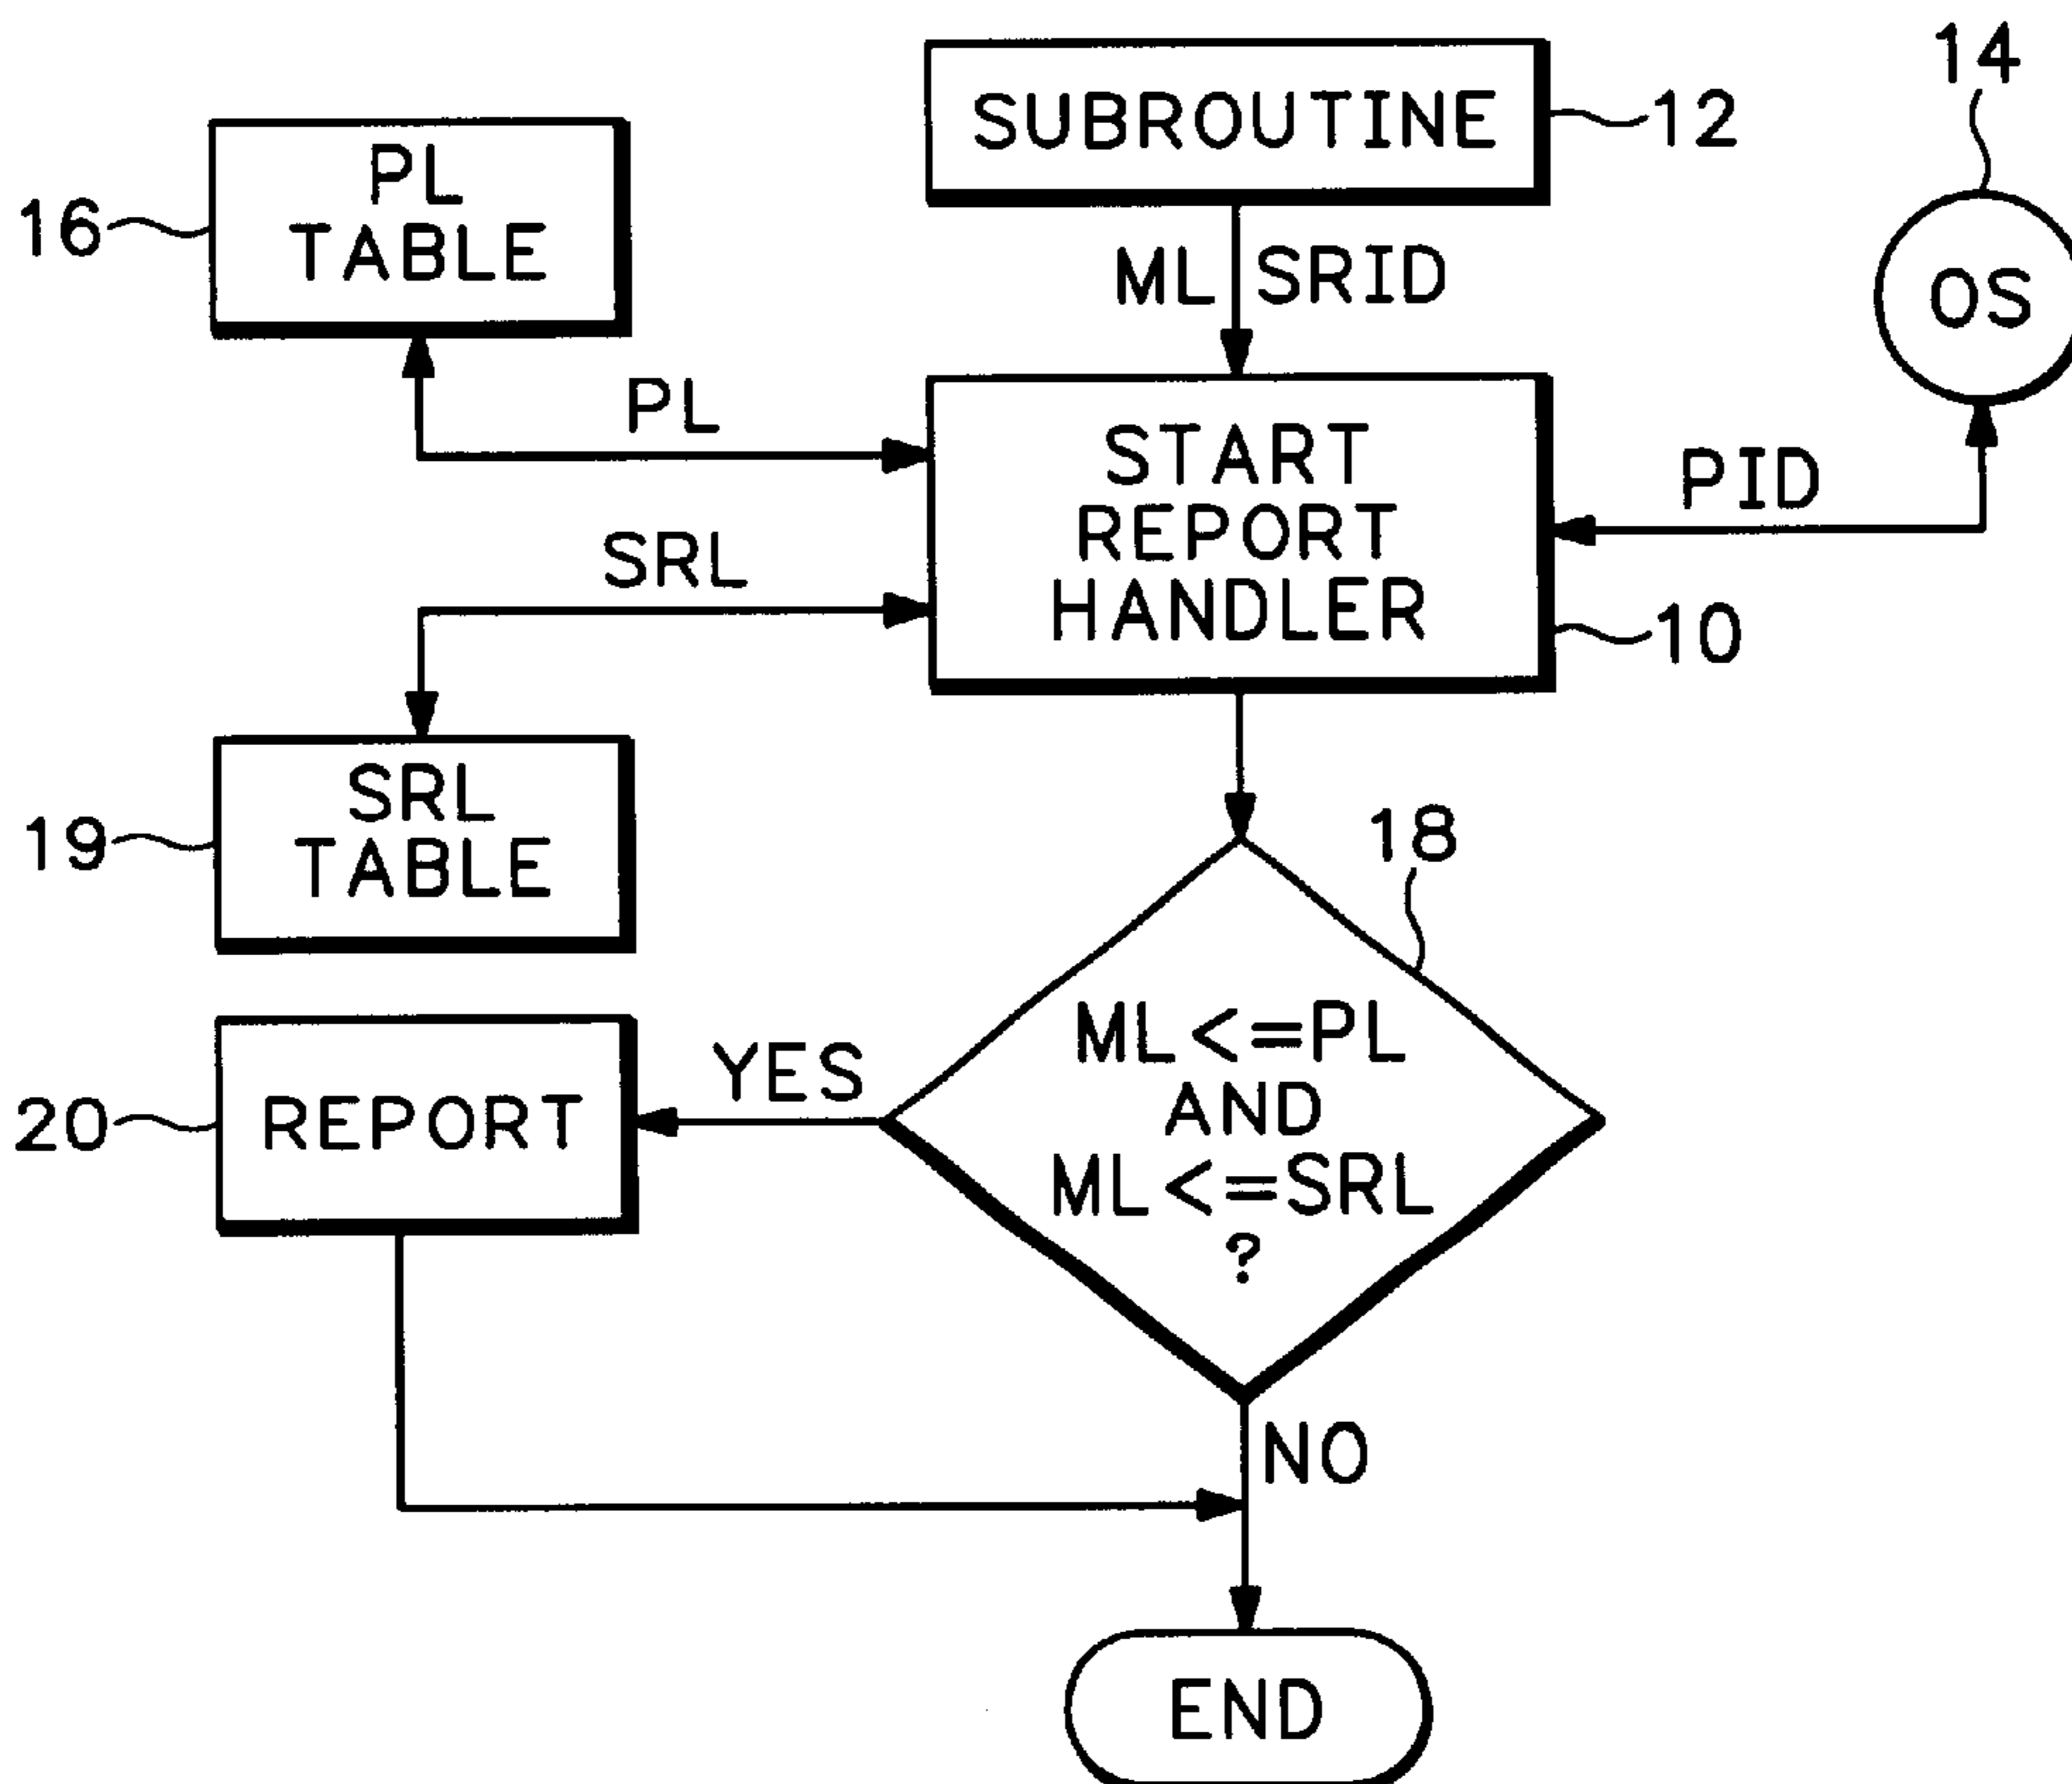 14
SUBROUTINE
12
PL
TABLE
16
ML SRID
OS
PL
START
REPORT
HANDLER
PID
SRL
10
SRL
TABLE
19
18
ML<=PL
AND
ML<=SRL
?
YES
REPORT
20
NO
END